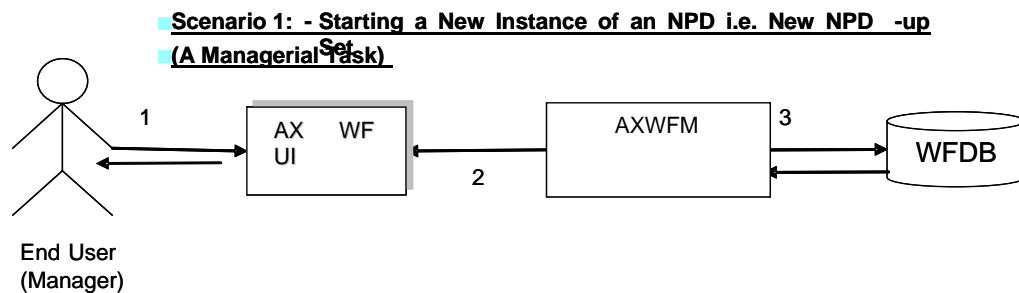 Scenario 1: - Starting a New Instance of an NPD i.e. New NPD -up
Set
(A Managerial Task)
1
AX WF
UI
2
AXWFM
3
WFDB
End User
(Manager)